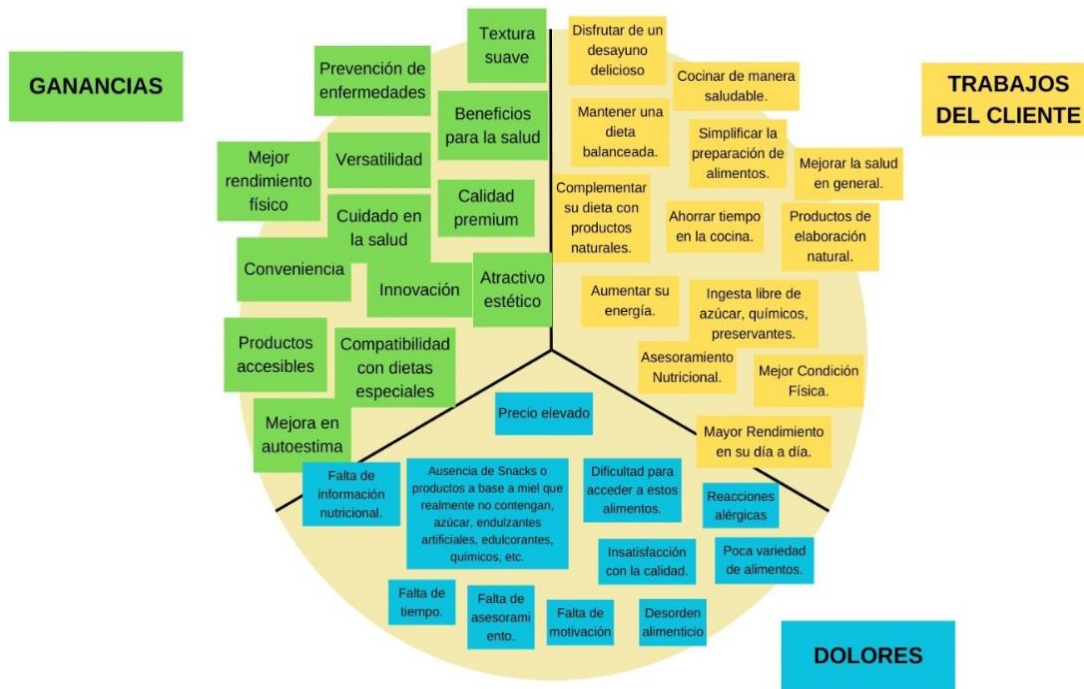 GANANCIAS
Textura
suave
Prevención de
enfermedades
Beneficios
para la salud
Versatilidad
Mejor
rendimiento
físico
Calidad
premium
Cuidado en
la salud
Conveniencia
Innovación
Atractivo
estético
Productos
accesibles
Compatibilidad
con dietas
especiales
Mejora en
autoestima
TRABAJOS
DEL CLIENTE
Disfrutar de un
desayuno
delicioso
Cocinar de manera
saludable.
Mantener una
dieta
balanceada.
Simplificar la
preparación de
alimentos.
Mejorar la salud
en general.
Complementar
su dieta con
productos
naturales.
Ahorrar tiempo
en la cocina.
Productos de
elaboración
natural.
Aumentar su
energía.
Ingesta libre de
azúcar, químicos,
preservantes.
Asesoramiento
Nutricional.
Mejor Condición
Física.
Mayor Rendimiento
en su día a día.
Precio elevado
Falta de
información
nutricional.
Ausencia de Snacks o
productos a base a miel que
realmente no contengan,
azúcar, endulzantes
artificiales, edulcorantes,
químicos, etc.
Dificultad para
acceder a estos
alimentos.
Reacciones
alérgicas
Insatisfacción
con la calidad.
Poca variedad
de alimentos.
Falta de
tiempo.
Falta de
asesorami
ento.
Falta de
motivación
Desorden
alimenticio
DOLORES